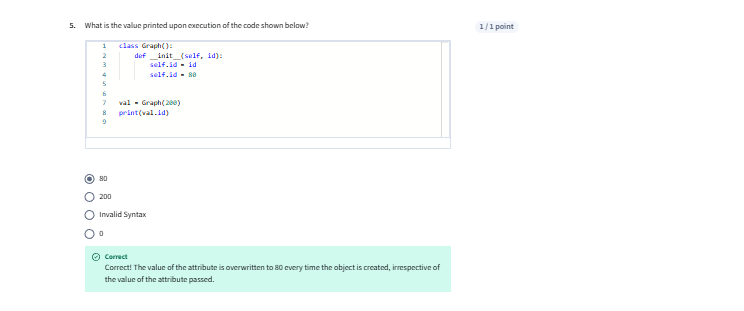 5. What is the value printed upon execution of the code shown below?
1 / 1 point
1 class Graph():
2 def __init__(self, id):
3 self.id = id
4 self.id = 80
5
6
7 val = Graph(200)
8 print(val.id)
9
80
200
Invalid Syntax
0
Correct
Correct! The value of the attribute is overwritten to 80 every time the object is created, irrespective of
the value of the attribute passed.